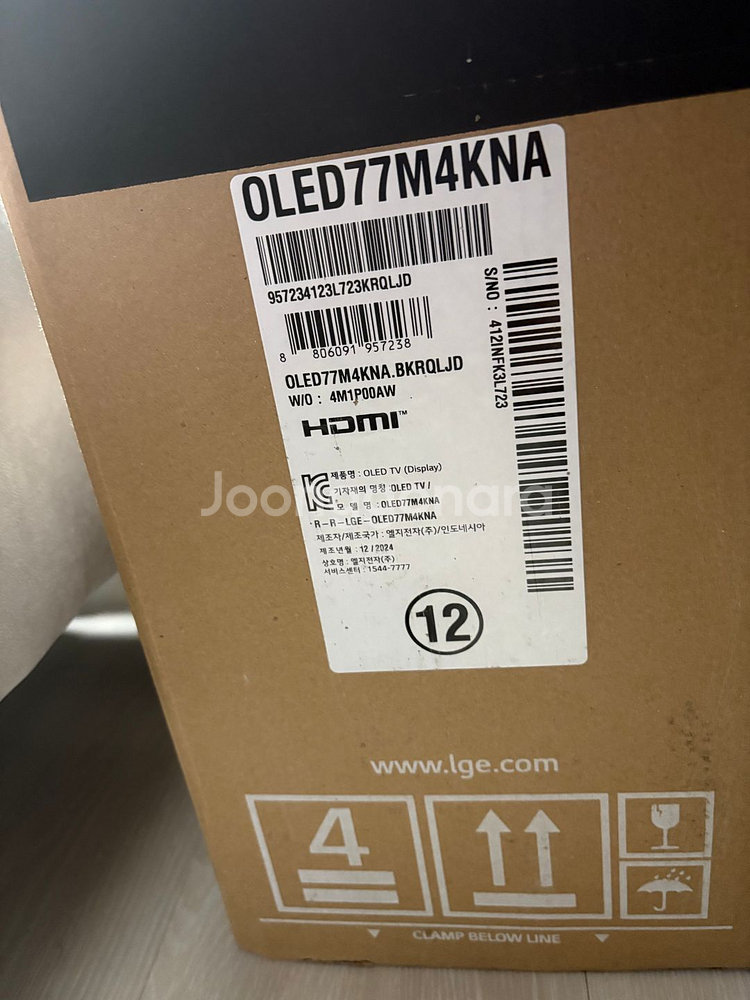 OLED77M4KNA
957234123L723KRQLJD
8 806091 957238
OLED77M4KNA.BKRQLJD
W/O : 4M1P00AW
S/NO : 412INFK3L723
HDMI™
제품명 : OLED TV (Display)
기자재의 명칭 :OLED TV /
모 델 명 :OLED77M4KNA
R-R-LGE-OLED77M4KNA
제조자/제조국가 : 엘지전자(주)/인도네시아
제조년월 : 12/2024
상호명 : 엘지전자(주)
서비스센터 : 1544-7777
12
www.lge.com
4
CLAMP BELOW LINE